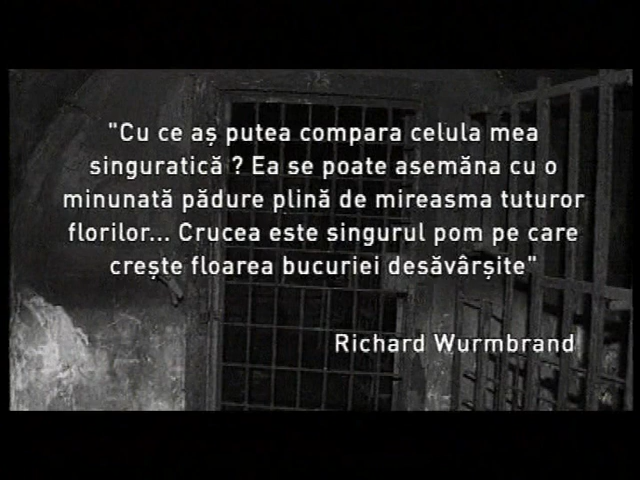 "Cu ce aș putea compara celula mea
singuratică ? Ea se poate asemăna cu o
minunată pădure plină de mireasma tuturor
florilor... Crucea este singurul pom pe care
crește floarea bucuriei desăvârșite"
Richard Wurmbrand